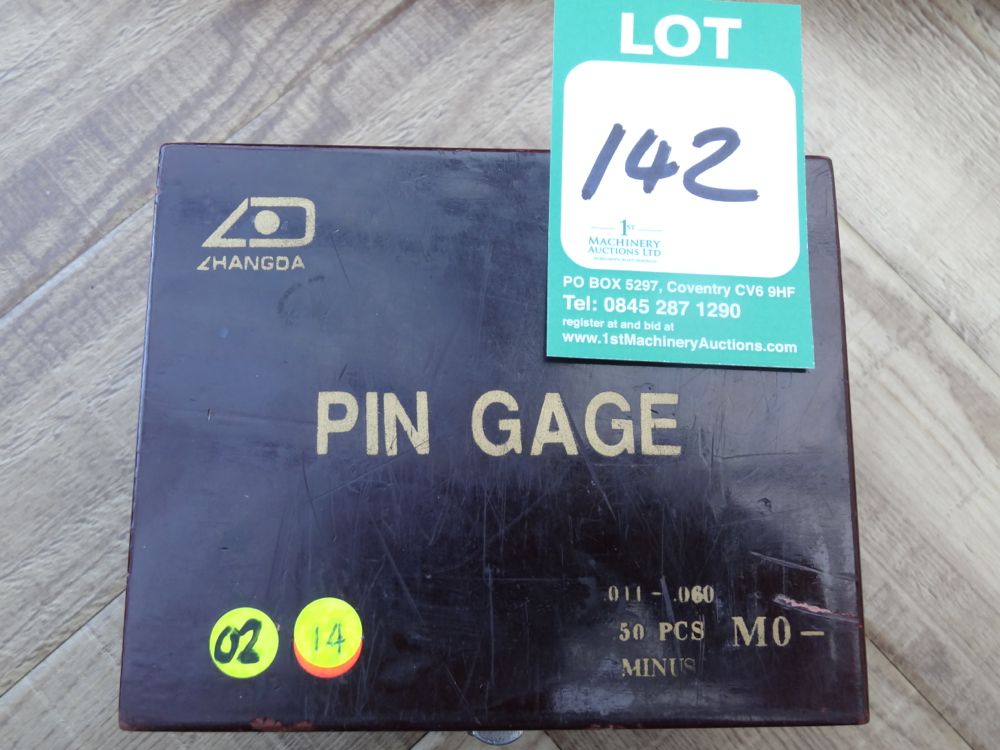 LOT
142
1ST
MACHINERY
AUCTIONS LTD
PO BOX 5297, Coventry CV6 9HF
Tel: 0845 287 1290
register at and bid at
www.1stMachineryAuctions.com
ZHANGDA
PIN GAGE
.011 - .060
50 PCS M0-
MINUS
02 14